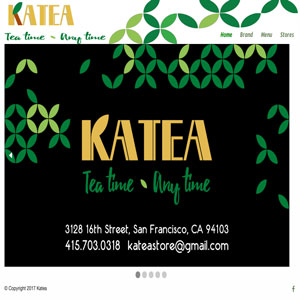 KATEA
Tea time ~ Any time
Home Brand Menu Stores
KATEA
Tea time ~ Any time
3128 16th Street, San Francisco, CA 94103
415.703.0318 kateastore@gmail.com
© Copyright 2017 Katea